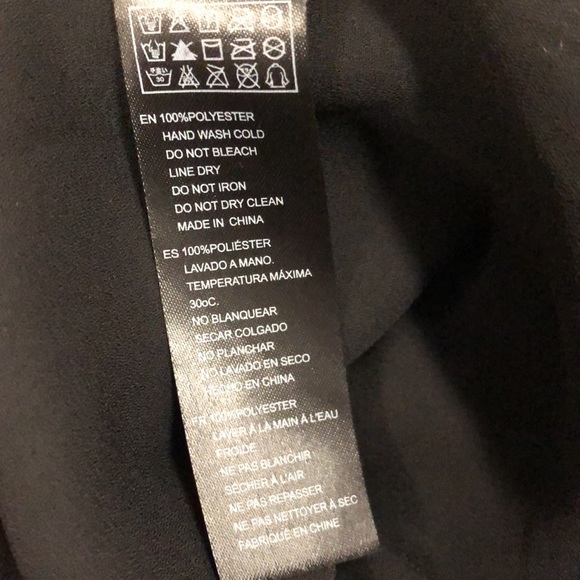 30
EN 100%POLYESTER
HAND WASH COLD
DO NOT BLEACH
LINE DRY
DO NOT IRON
DO NOT DRY CLEAN
MADE IN CHINA
ES 100%POLIÉSTER
LAVADO A MANO.
TEMPERATURA MÁXIMA
30oC.
NO BLANQUEAR
SECAR COLGADO
NO PLANCHAR
NO LAVADO EN SECO
HECHO EN CHINA
FR 100%POLYESTER
LAVER À LA MAIN À L'EAU
FROIDE
NE PAS BLANCHIR
SÉCHER À L'AIR
NE PAS REPASSER
NE PAS NETTOYER À SEC
FABRIQUÉ EN CHINE